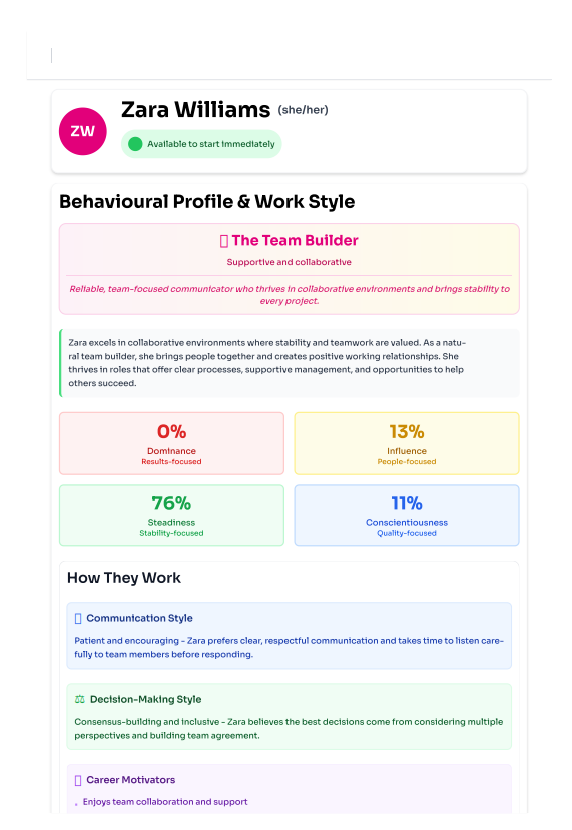 Zara Williams (she/her)
ZW
Available to start immediately
Behavioural Profile & Work Style
The Team Builder
Supportive and collaborative
Reliable, team-focused communicator who thrives in collaborative environments and brings stability to
every project.
Zara excels in collaborative environments where stability and teamwork are valued. As a natu-
ral team builder, she brings people together and creates positive working relationships. She
thrives in roles that offer clear processes, supportive management, and opportunities to help
others succeed.
0%
Dominance
Results-focused
13%
Influence
People-focused
76%
Steadiness
Stability-focused
11%
Conscientiousness
Quality-focused
How They Work
Communication Style
Patient and encouraging - Zara prefers clear, respectful communication and takes time to listen care-
fully to team members before responding.
⚖ Decision-Making Style
Consensus-building and inclusive - Zara believes the best decisions come from considering multiple
perspectives and building team agreement.
Career Motivators
• Enjoys team collaboration and support